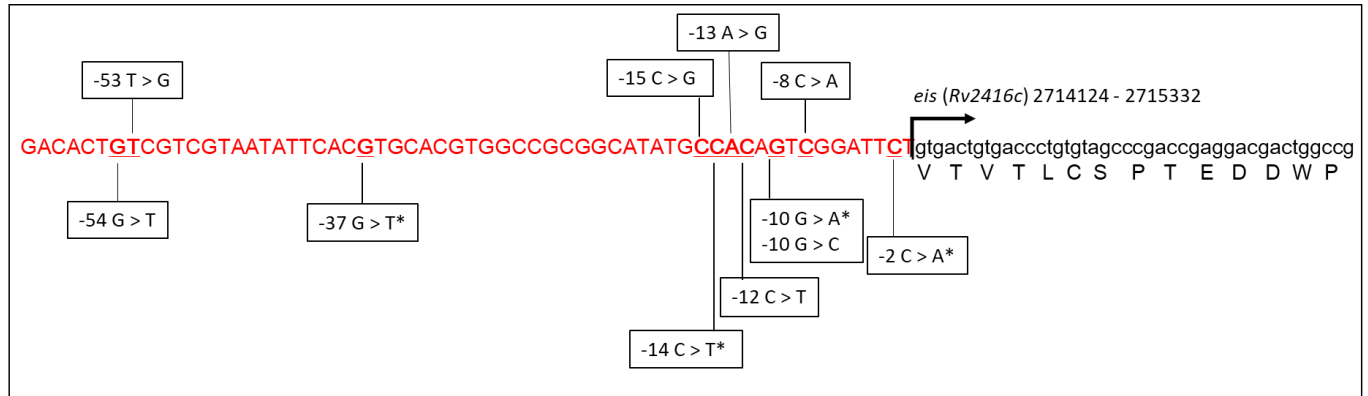 -13 A > G
-53 T > G
-15 C > G
-8 C > A
eis (Rv2416c) 2714124 - 2715332
GACACTGTCGTCGTAATATTCACGTGCACGTGGCCGCGGCATATGCCACAGTCGGATTCTgtgactgtgaccctgtgtagcccgaccgaggacgactggccg
V T V T L C S P T E D D W P
-54 G > T
-37 G > T*
-10 G > A*
-10 G > C
-2 C > A*
-12 C > T
-14 C > T*